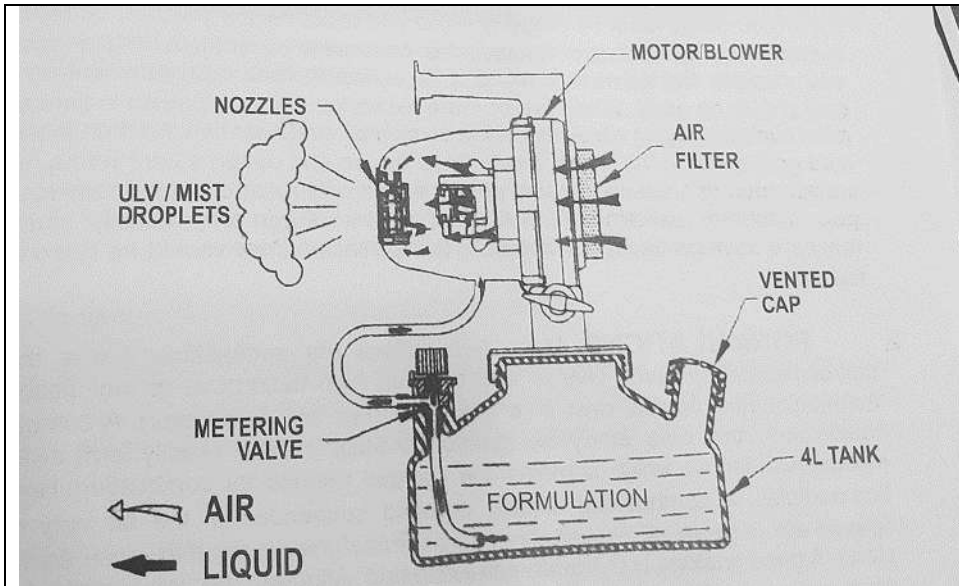 MOTOR/BLOWER
NOZZLES
AIR
FILTER
ULV / MIST
DROPLETS
VENTED
CAP
METERING
VALVE
4L TANK
FORMULATION
AIR
LIQUID